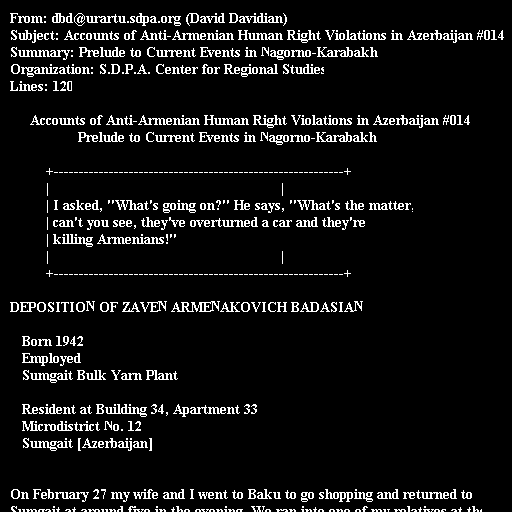 From: dbd@urartu.sdpa.org (David Davidian)
Subject: Accounts of Anti-Armenian Human Right Violations in Azerbaijan #014
Summary: Prelude to Current Events in Nagorno-Karabakh
Organization: S.D.P.A. Center for Regional Studies
Lines: 120
Accounts of Anti-Armenian Human Right Violations in Azerbaijan #014
Prelude to Current Events in Nagorno-Karabakh
+---------------------------------------------------------+
| |
| I asked, "What's going on?" He says, "What's the matter,
| can't you see, they've overturned a car and they're
| killing Armenians!"
| |
+---------------------------------------------------------+
DEPOSITION OF ZAVEN ARMENAKOVICH BADASIAN
Born 1942
Employed
Sumgait Bulk Yarn Plant
Resident at Building 34, Apartment 33
Microdistrict No. 12
Sumgait [Azerbaijan]
On February 27 my wife and I went to Baku to go shopping and returned to
Sumgait at around five in the evening. We ran into one of my relatives at the